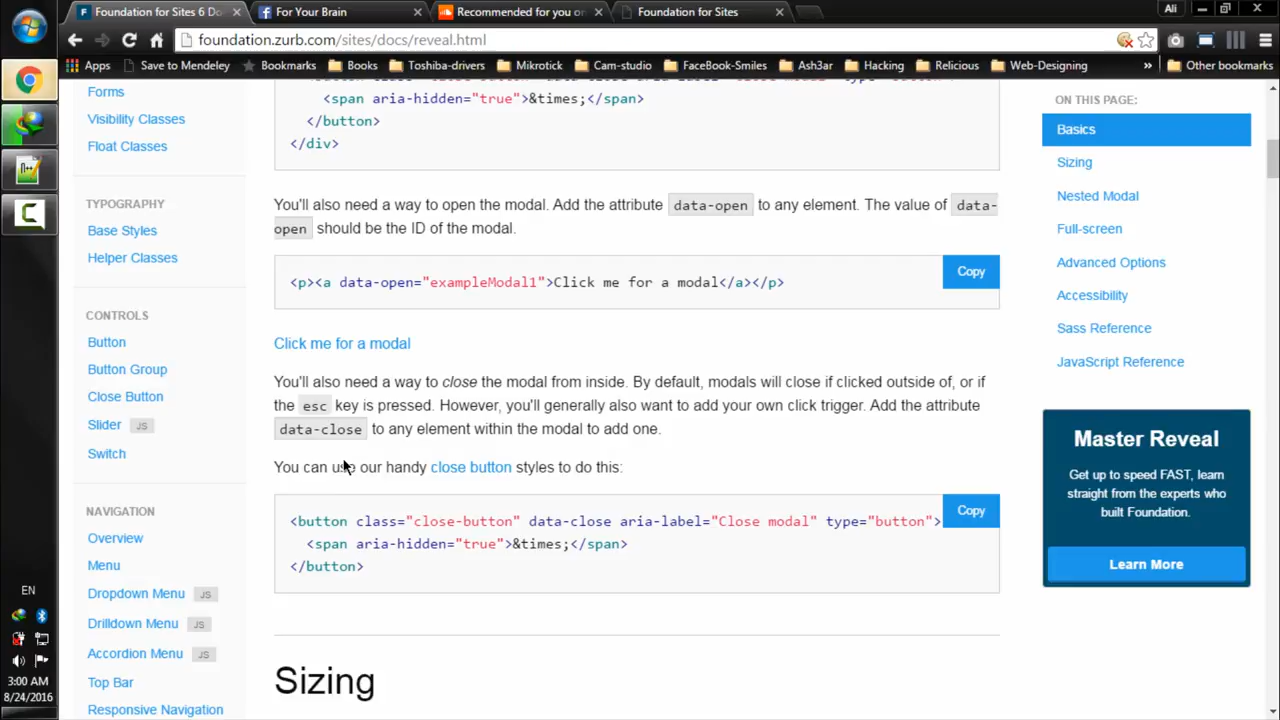 Foundation for Sites 6 Do
For Your Brain
Recommended for you on
Foundation for Sites
Ali
foundation.zurb.com/sites/docs/reveal.html
Apps
Save to Mendeley
Bookmarks
Books
Toshiba-drivers
Mikrotick
Cam-studio
FaceBook-Smiles
Ash3ar
Hacking
Relicious
Web-Designing
»
Other bookmarks
Forms
Visibility Classes
Float Classes
TYPOGRAPHY
Base Styles
Helper Classes
CONTROLS
Button
Button Group
Close Button
Slider JS
Switch
NAVIGATION
Overview
Menu
Dropdown Menu JS
Drilldown Menu JS
Accordion Menu JS
Top Bar
Responsive Navigation
<span aria-hidden="true">&times;</span>
</button>
</div>
You'll also need a way to open the modal. Add the attribute data-open to any element. The value of data-
open should be the ID of the modal.
<p><a data-open="exampleModal1">Click me for a modal</a></p>
Copy
Click me for a modal
You'll also need a way to close the modal from inside. By default, modals will close if clicked outside of, or if
the esc key is pressed. However, you'll generally also want to add your own click trigger. Add the attribute
data-close to any element within the modal to add one.
You can use our handy close button styles to do this:
<button class="close-button" data-close aria-label="Close modal" type="button">
<span aria-hidden="true">&times;</span>
</button>
Copy
Sizing
ON THIS PAGE:
Basics
Sizing
Nested Modal
Full-screen
Advanced Options
Accessibility
Sass Reference
JavaScript Reference
Master Reveal
Get up to speed FAST, learn
straight from the experts who
built Foundation.
Learn More
EN
3:00 AM
8/24/2016